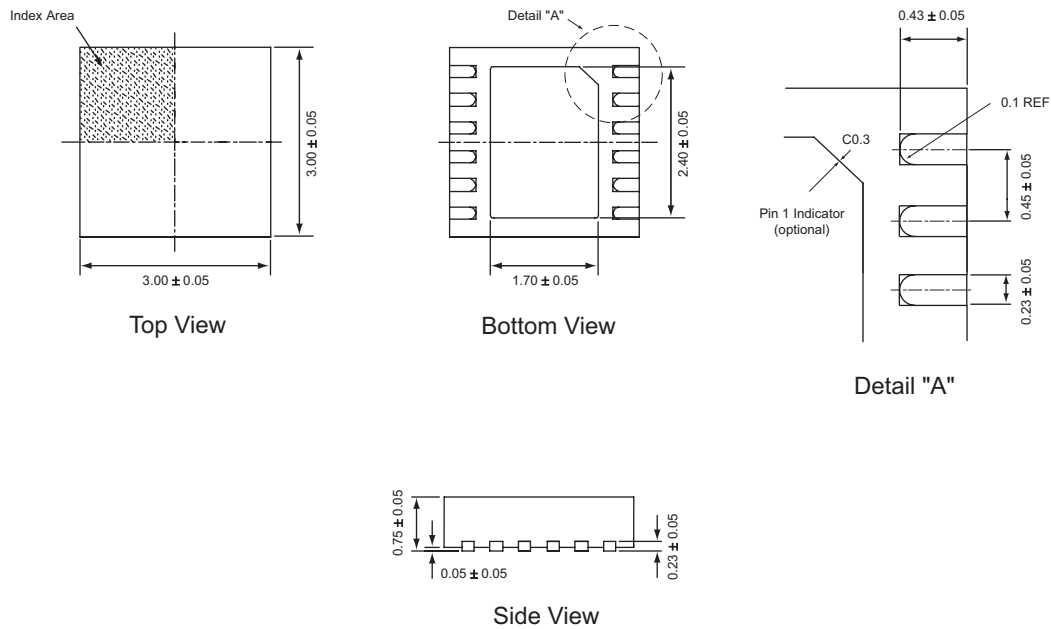 Index Area
3.00 ± 0.05
3.00 ± 0.05
Top View
Detail "A"
2.40 ± 0.05
1.70 ± 0.05
Bottom View
0.43 ± 0.05
0.1 REF
C0.3
0.45 ± 0.05
Pin 1 Indicator
(optional)
0.23 ± 0.05
Detail "A"
0.75 ± 0.05
0.05 ± 0.05
0.23 ± 0.05
Side View